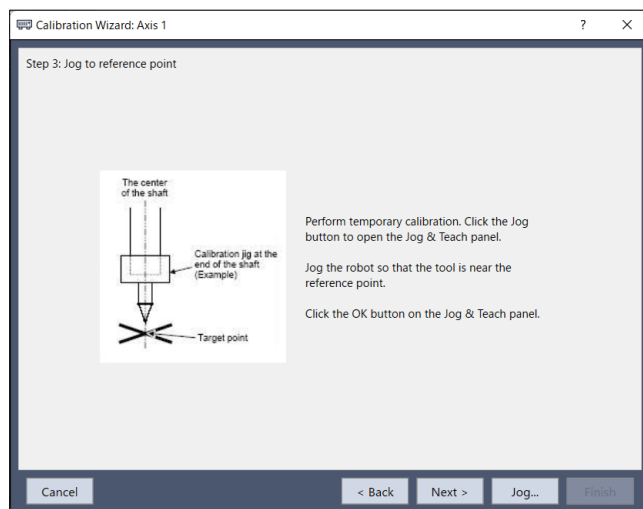 Calibration Wizard: Axis 1
?
Step 3: Jog to reference point
The center
of the shaft
Calibration jig at the
end of the shaft
(Example)
Target point
Perform temporary calibration. Click the Jog
button to open the Jog & Teach panel.
Jog the robot so that the tool is near the
reference point.
Click the OK button on the Jog & Teach panel.
Cancel
< Back
Next >
Jog...
Finish